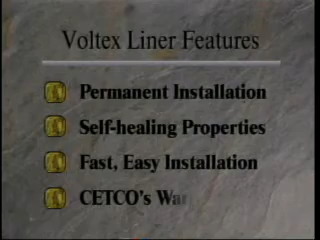 Voltex Liner Features
Permanent Installation
Self-healing Properties
Fast, Easy Installation
CETCO's